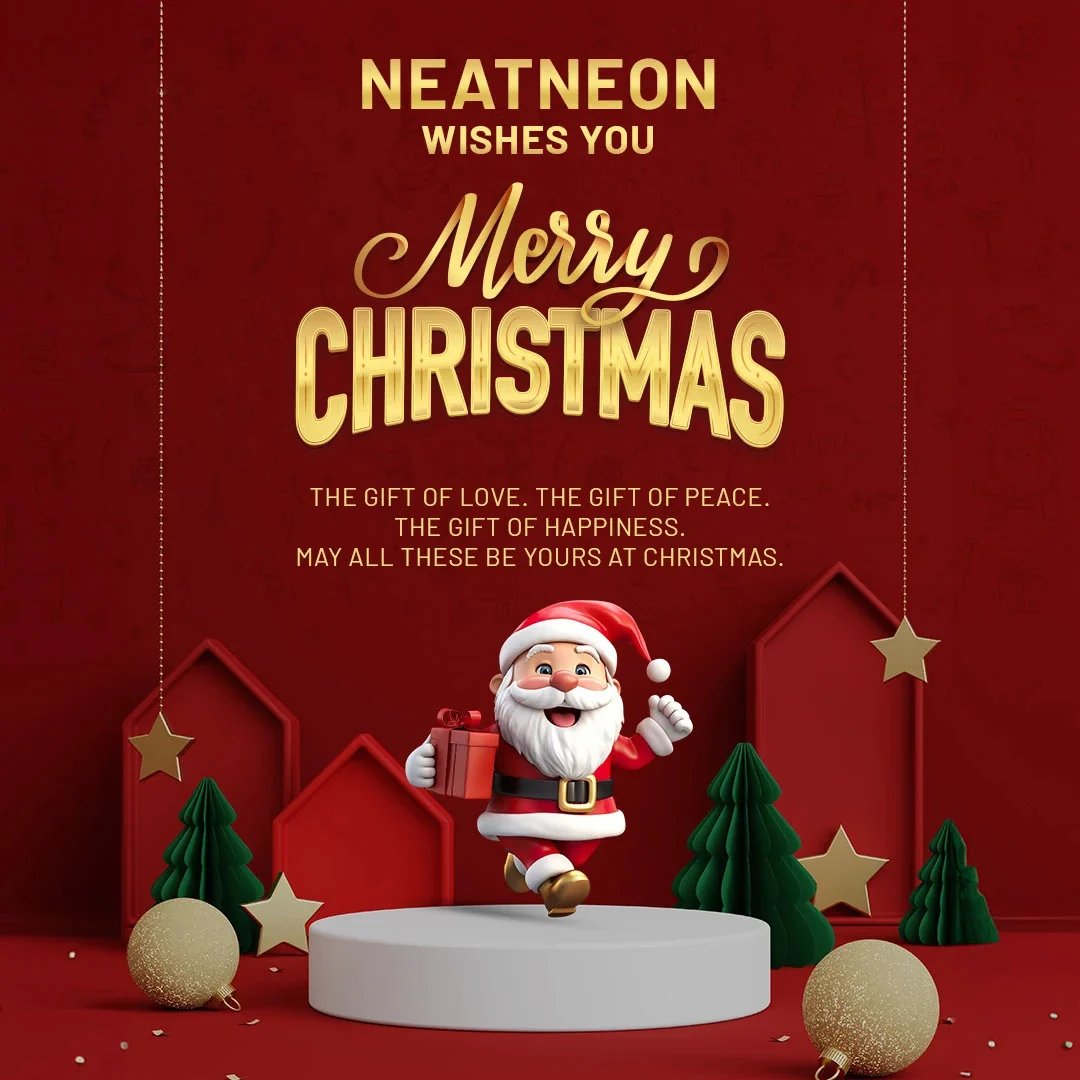 NEATNEON
WISHES YOU
Merry
CHRISTMAS
THE GIFT OF LOVE. THE GIFT OF PEACE.
THE GIFT OF HAPPINESS.
MAY ALL THESE BE YOURS AT CHRISTMAS.